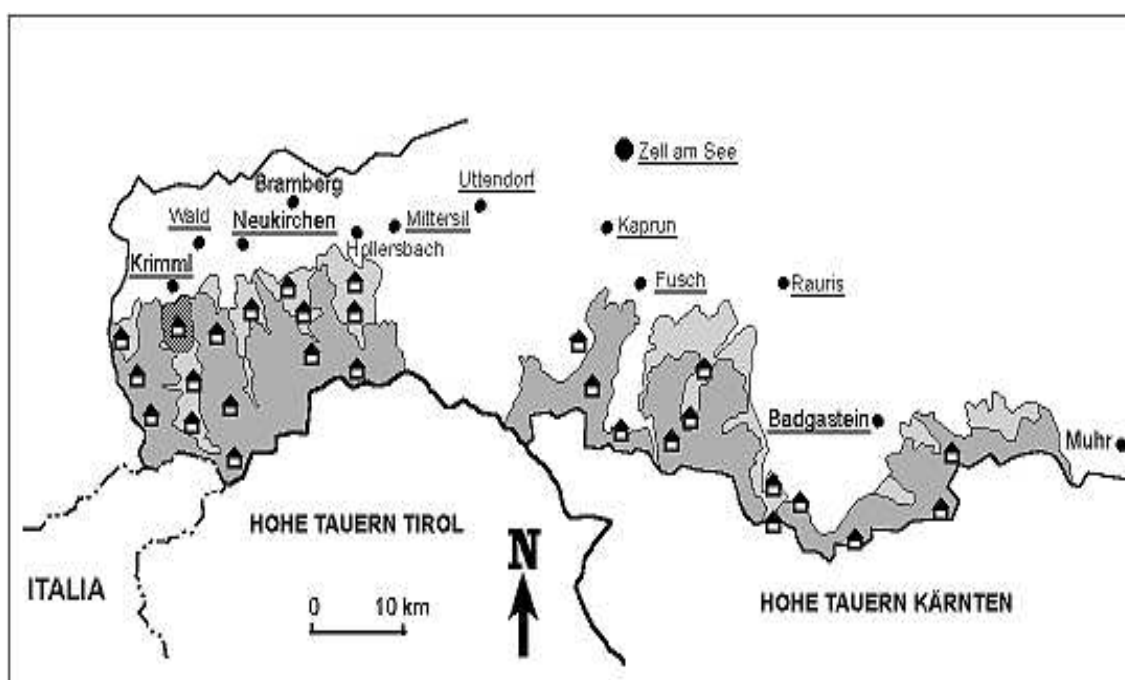 Zell am See
Uttendorf
Bramberg
Wald
Neukirchen
Mittersil
Kaprun
Hollersbach
Krimml
Fusch
Rauris
Badgastein
Muhr
HOHE TAUERN TIROL
N
ITALIA
0 10 km
HOHE TAUERN KÄRNTEN